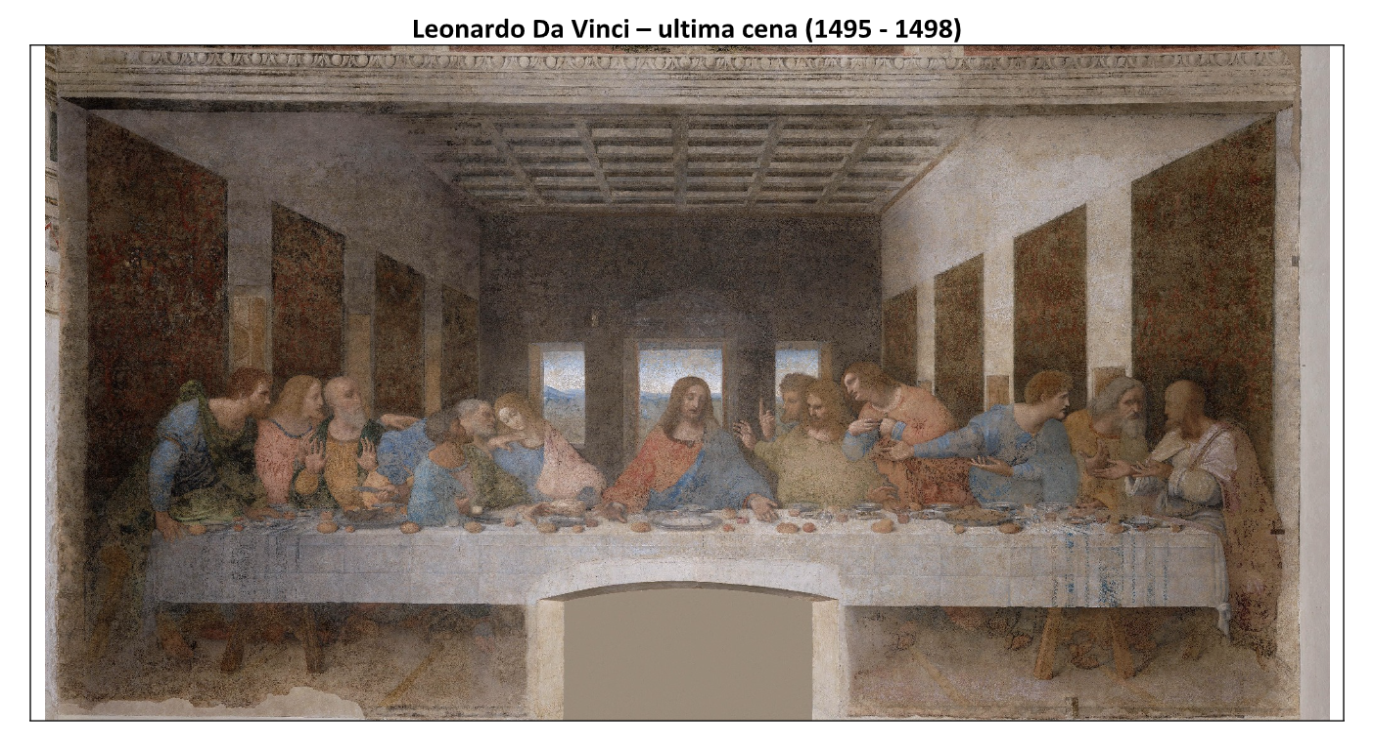 Leonardo Da Vinci – ultima cena (1495 - 1498)